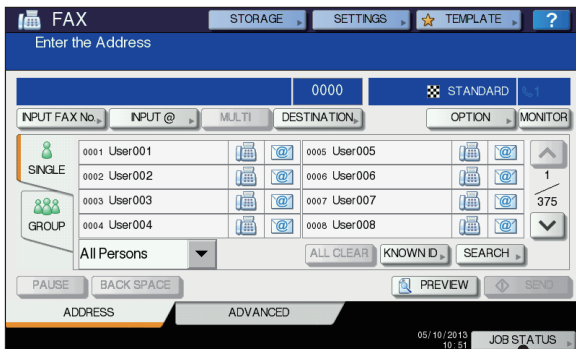 FAX STORAGE SETTINGS TEMPLATE ?
Enter the Address
0000 STANDARD 1
INPUT FAX No. INPUT @ MULTI DESTINATION OPTION MONITOR
SINGLE
GROUP
0001 User001 @ 0005 User005 @
0002 User002 @ 0006 User006 @
0003 User003 @ 0007 User007 @
0004 User004 @ 0008 User008 @
1
375
All Persons ALL CLEAR KNOWN ID SEARCH
PAUSE BACK SPACE PREVIEW SEND
ADDRESS ADVANCED
05/10/2013
10:51
JOB STATUS